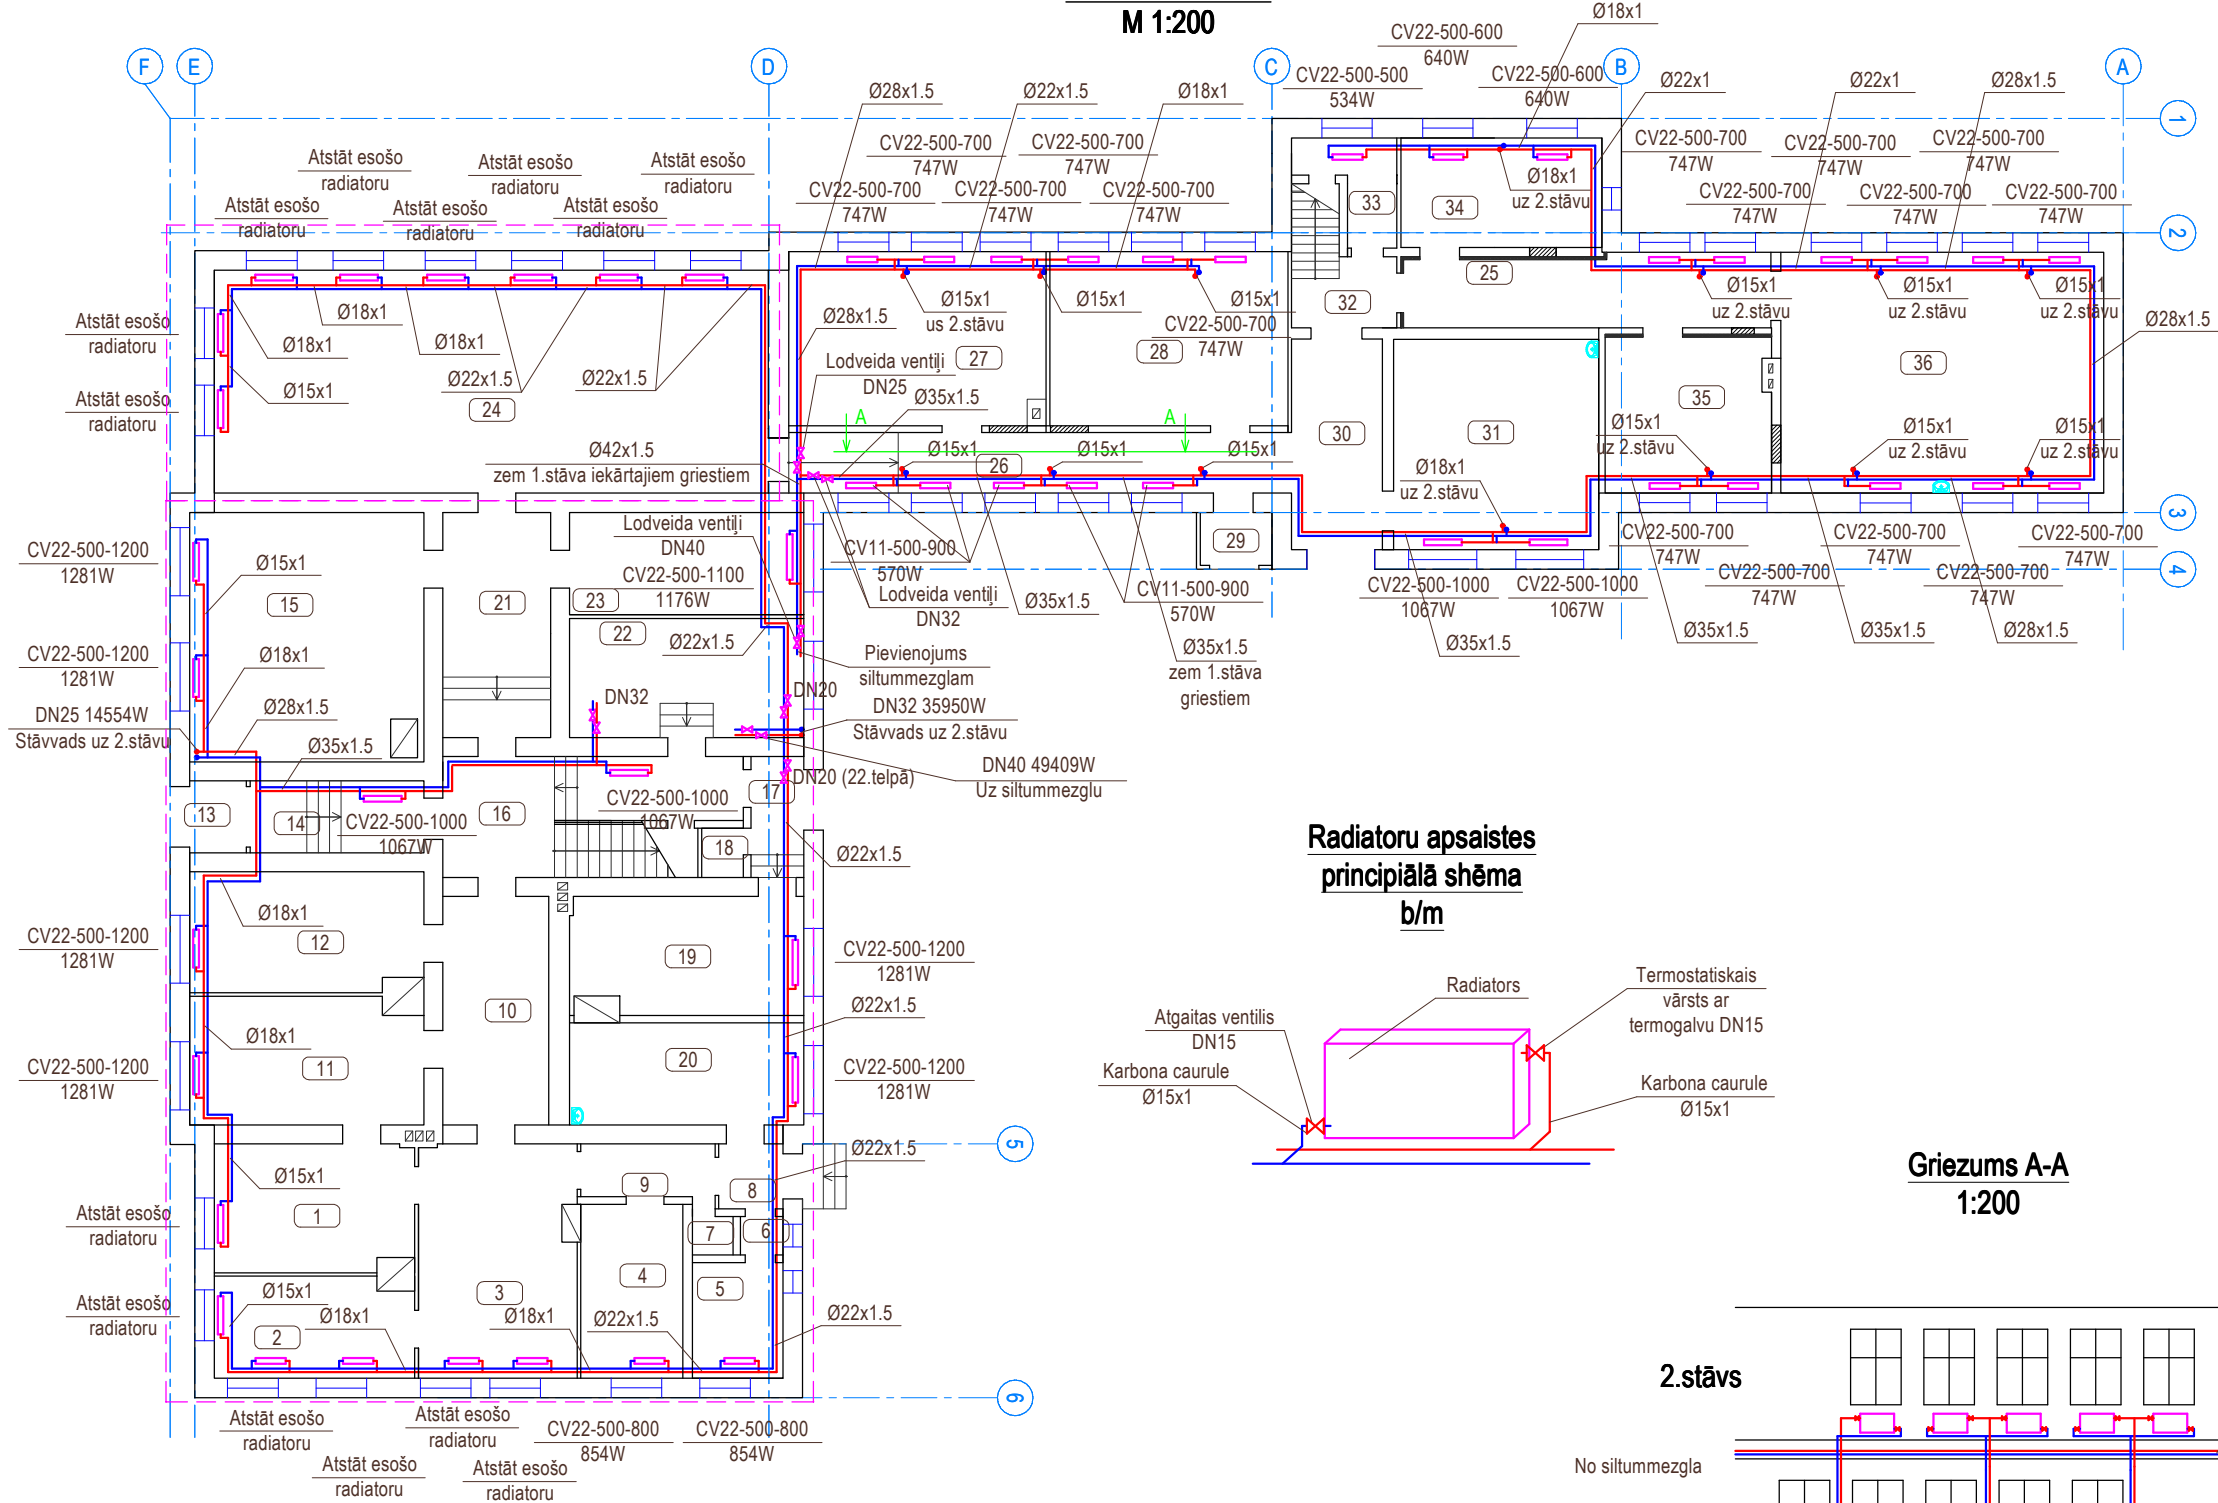 M 1:200
Ø18x1
CV22-500-600
640W
CV22-500-500
534W
CV22-500-600
640W
F
E
D
C
B
A
Ø28x1.5
Ø22x1.5
Ø18x1
Ø22x1
Ø22x1
Ø28x1.5
1
CV22-500-700
747W
CV22-500-700
747W
CV22-500-700
747W
CV22-500-700
747W
CV22-500-700
747W
Atstāt esošo
radiatoru
Atstāt esošo
radiatoru
Atstāt esošo
radiatoru
CV22-500-700
747W
CV22-500-700
747W
CV22-500-700
747W
Ø18x1
uz 2.stāvu
CV22-500-700
747W
CV22-500-700
747W
CV22-500-700
747W
Atstāt esošo
radiatoru
Atstāt esošo
radiatoru
Atstāt esošo
radiatoru
33
34
2
25
32
Ø15x1
us 2.stāvu
Ø15x1
Ø15x1
Ø15x1
uz 2.stāvu
Ø15x1
uz 2.stāvu
Ø15x1
uz 2.stāvu
Atstāt esošo
radiatoru
Ø18x1
Ø28x1.5
Ø28x1.5
CV22-500-700
747W
Ø18x1
Ø18x1
27
28
Lodveida ventiļi
DN25
36
Ø22x1.5
Ø22x1.5
Ø15x1
Atstāt esošo
radiatoru
24
Ø35x1.5
35
A
A
30
31
Ø15x1
uz 2.stāvu
Ø15x1
uz 2.stāvu
Ø15x1
uz 2.stāvu
Ø42x1.5
zem 1.stāva iekārtajiem griestiem
Ø15x1
26
Ø15x1
Ø15x1
Ø18x1
uz 2.stāvu
3
Lodveida ventiļi
DN40
CV22-500-1200
1281W
Ø15x1
CV11-500-900
570W
29
CV22-500-700
747W
CV22-500-700
747W
CV22-500-700
747W
4
CV22-500-1100
1176W
CV22-500-700
747W
CV22-500-700
747W
CV22-500-1000
1067W
CV22-500-1000
1067W
Lodveida ventiļi
DN32
Ø35x1.5
CV11-500-900
570W
15
21
23
22
Ø22x1.5
Ø35x1.5
Ø35x1.5
Ø35x1.5
Ø28x1.5
CV22-500-1200
1281W
Ø18x1
Pievienojums
siltummezglam
Ø35x1.5
zem 1.stāva
griestiem
DN32
DN20
DN32 35950W
Stāvvads uz 2.stāvu
DN25 14554W
Stāvvads uz 2.stāvu
Ø28x1.5
Ø35x1.5
DN40 49409W
Uz siltummezglu
DN20 (22.telpā)
17
CV22-500-1000
1067W
13
14
CV22-500-1000
1067W
16
18
Ø22x1.5
Radiatoru apsaistes
principiālā shēma
b/m
Ø18x1
CV22-500-1200
1281W
12
19
CV22-500-1200
1281W
10
Ø22x1.5
Ø18x1
11
20
CV22-500-1200
1281W
CV22-500-1200
1281W
Radiators
Termostatiskais
vārsts ar
termogalvu DN15
Atgaitas ventilis
DN15
Karbona caurule
Ø15x1
Karbona caurule
Ø15x1
5
Ø22x1.5
Ø15x1
9
8
Griezums A-A
1:200
Atstāt esošo
radiatoru
1
7
6
4
5
3
Ø15x1
Ø18x1
Ø18x1
Ø22x1.5
Ø22x1.5
Atstāt esošo
radiatoru
2
2.stāvs
6
Atstāt esošo
radiatoru
Atstāt esošo
radiatoru
CV22-500-800
854W
CV22-500-800
854W
Atstāt esošo
radiatoru
Atstāt esošo
radiatoru
No siltummezgla